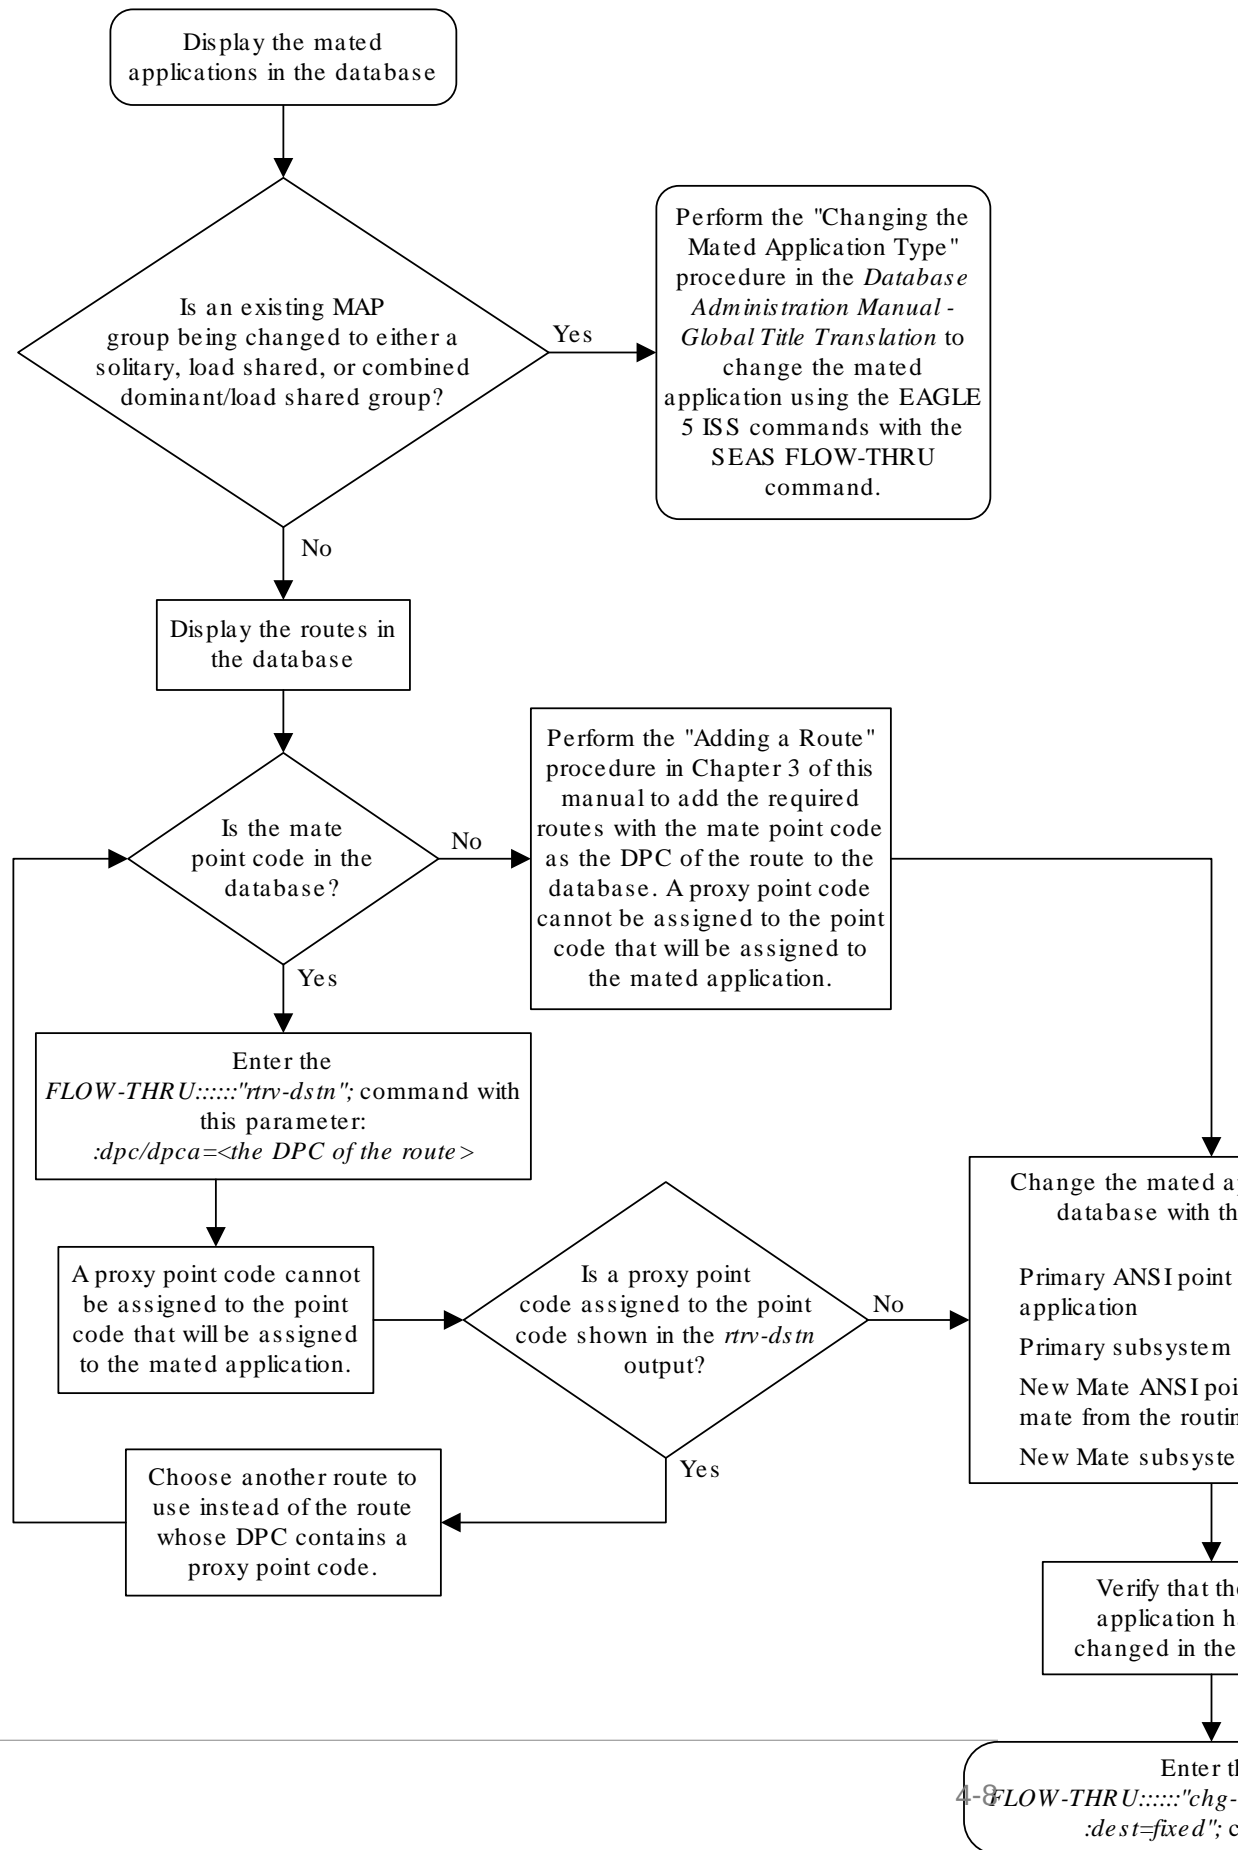 Display the mated
applications in the database
Is an existing MAP
group being changed to either a
solitary, load shared, or combined
dominant/load shared group?
Yes
Perform the "Changing the
Mated Application Type"
procedure in the Database
Administration Manual -
Global Title Translation to
change the mated
application using the EAGLE
5 ISS commands with the
SEAS FLOW-THRU
command.
No
Display the routes in
the database
Is the mate
point code in the
database?
No
Perform the "Adding a Route"
procedure in Chapter 3 of this
manual to add the required
routes with the mate point code
as the DPC of the route to the
database. A proxy point code
cannot be assigned to the point
code that will be assigned to
the mated application.
Yes
Enter the
FLOW-THRU::::::"rtrv-dstn"; command with
this parameter:
:dpc/dpca=<the DPC of the route>
A proxy point code cannot
be assigned to the point
code that will be assigned
to the mated application.
Is a proxy point
code assigned to the point
code shown in the rtrv-dstn
output?
No
Yes
Choose another route to
use instead of the route
whose DPC contains a
proxy point code.
Change the mated
database with
Primary ANSI point
application
Primary subsystem
New Mate ANSI
mate from the
New Mate
Verify that
application
changed in the
Enter
FLOW-THRU::::::"chg-
:dest=fixed";
4-8